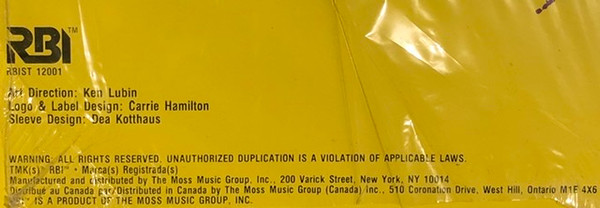 RBI™
RBIST 12001
Art Direction: Ken Lubin
Logo & Label Design: Carrie Hamilton
Sleeve Design: Dea Kotthaus
WARNING: ALL RIGHTS RESERVED. UNAUTHORIZED DUPLICATION IS A VIOLATION OF APPLICABLE LAWS.
TMK(s)® RBI™ • Marca(s) Registrada(s)
Manufactured and distributed by The Moss Music Group, Inc., 200 Varick Street, New York, NY 10014
Distribué au Canada par/Distributed in Canada by The Moss Music Group (Canada) Inc., 510 Coronation Drive, West Hill, Ontario M1E 4X6
IS A PRODUCT OF THE MOSS MUSIC GROUP, INC.